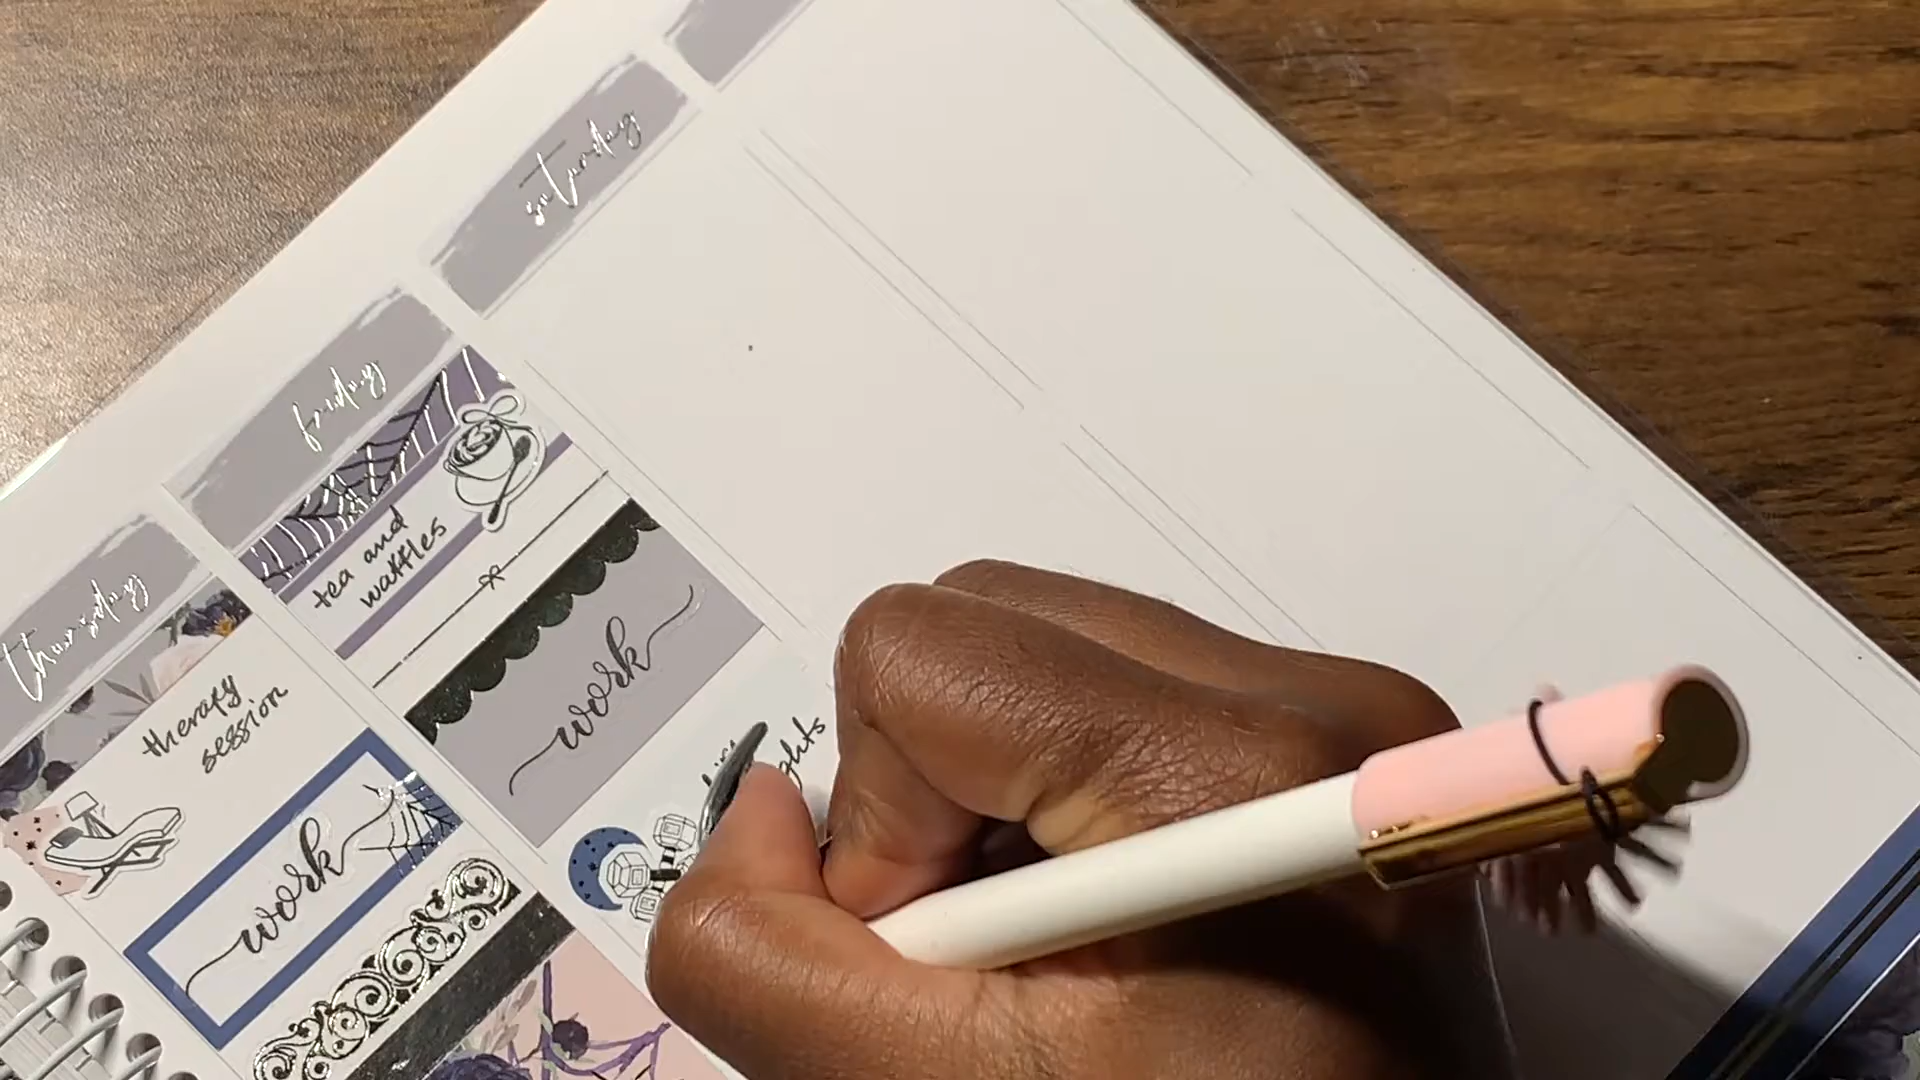 thursday
therapy
session
work
friday
tea and
waffles
work
saturday